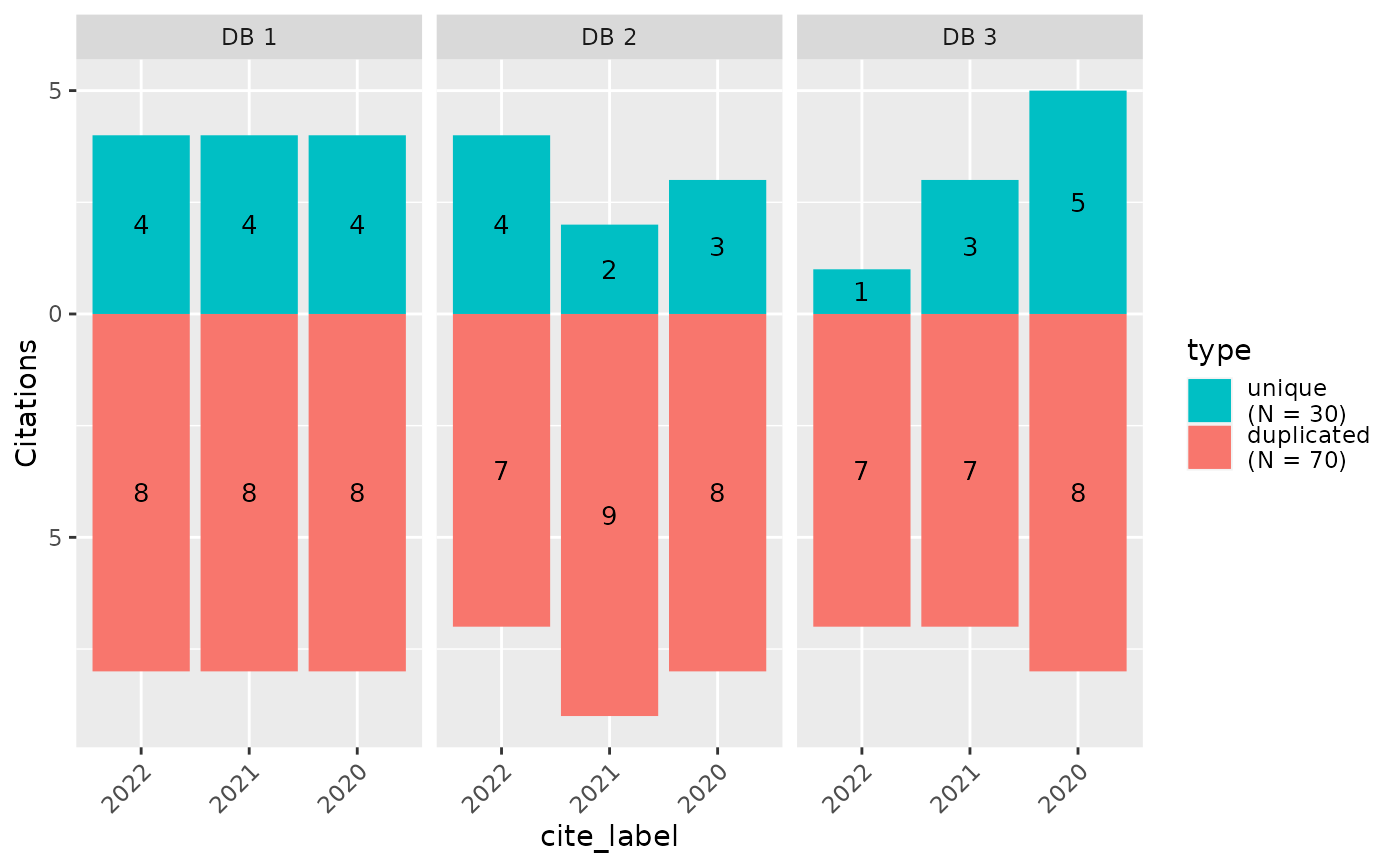 DB 1 DB 2 DB 3
5
4 4 4 4 2 3 1 3 5
0
8 8 8 7 9 8 7 7 8
5
Citations
2022 2021 2020 2022 2021 2020 2022 2021 2020
cite_label
type
unique
(N = 30)
duplicated
(N = 70)